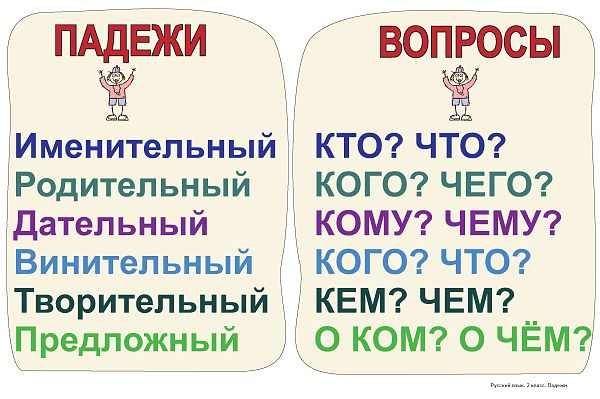 ПАДЕЖИ
Именительный
Родительный
Дательный
Винительный
Творительный
Предложный
ВОПРОСЫ
КТО? ЧТО?
КОГО? ЧЕГО?
КОМУ? ЧЕМУ?
КОГО? ЧТО?
КЕМ? ЧЕМ?
О КОМ? О ЧЁМ?
Русский язык. 2 класс. Падежи